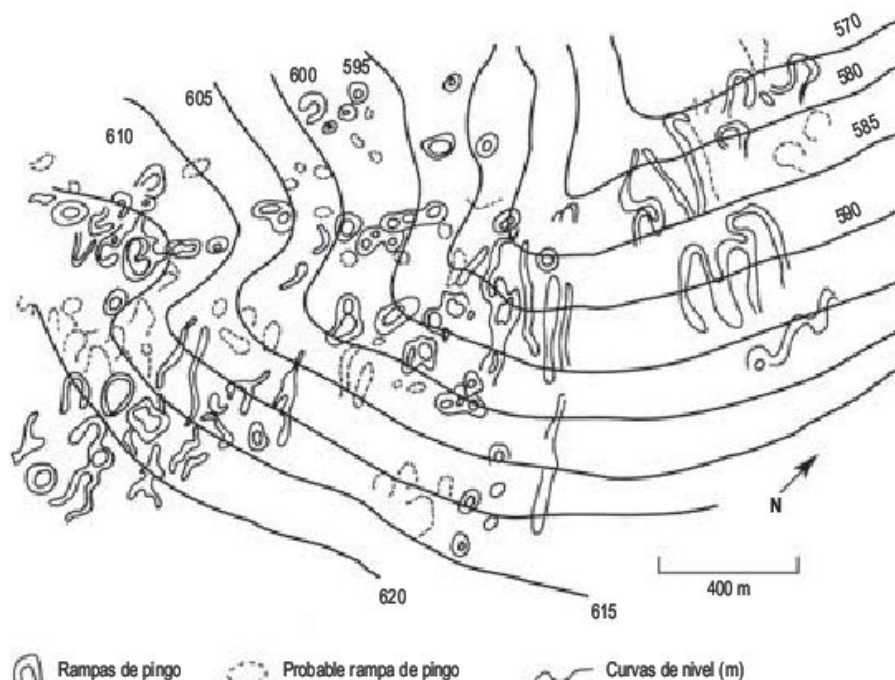 570
580
585
590
595
600
605
610
N
400 m
620
615
Rampas de pingo
Probable rampa de pingo
Curvas de nivel (m)